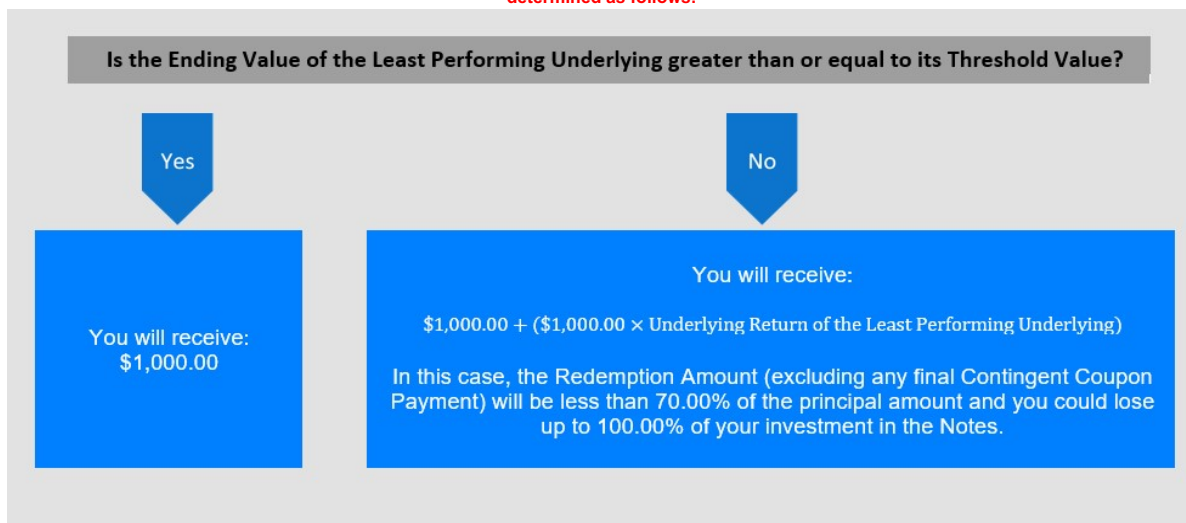 determined as follows:
Is the Ending Value of the Least Performing Underlying greater than or equal to its Threshold Value?
Yes
No
You will receive:
$1,000.00
You will receive:
$1,000.00 + ($1,000.00 × Underlying Return of the Least Performing Underlying)
In this case, the Redemption Amount (excluding any final Contingent Coupon
Payment) will be less than 70.00% of the principal amount and you could lose
up to 100.00% of your investment in the Notes.